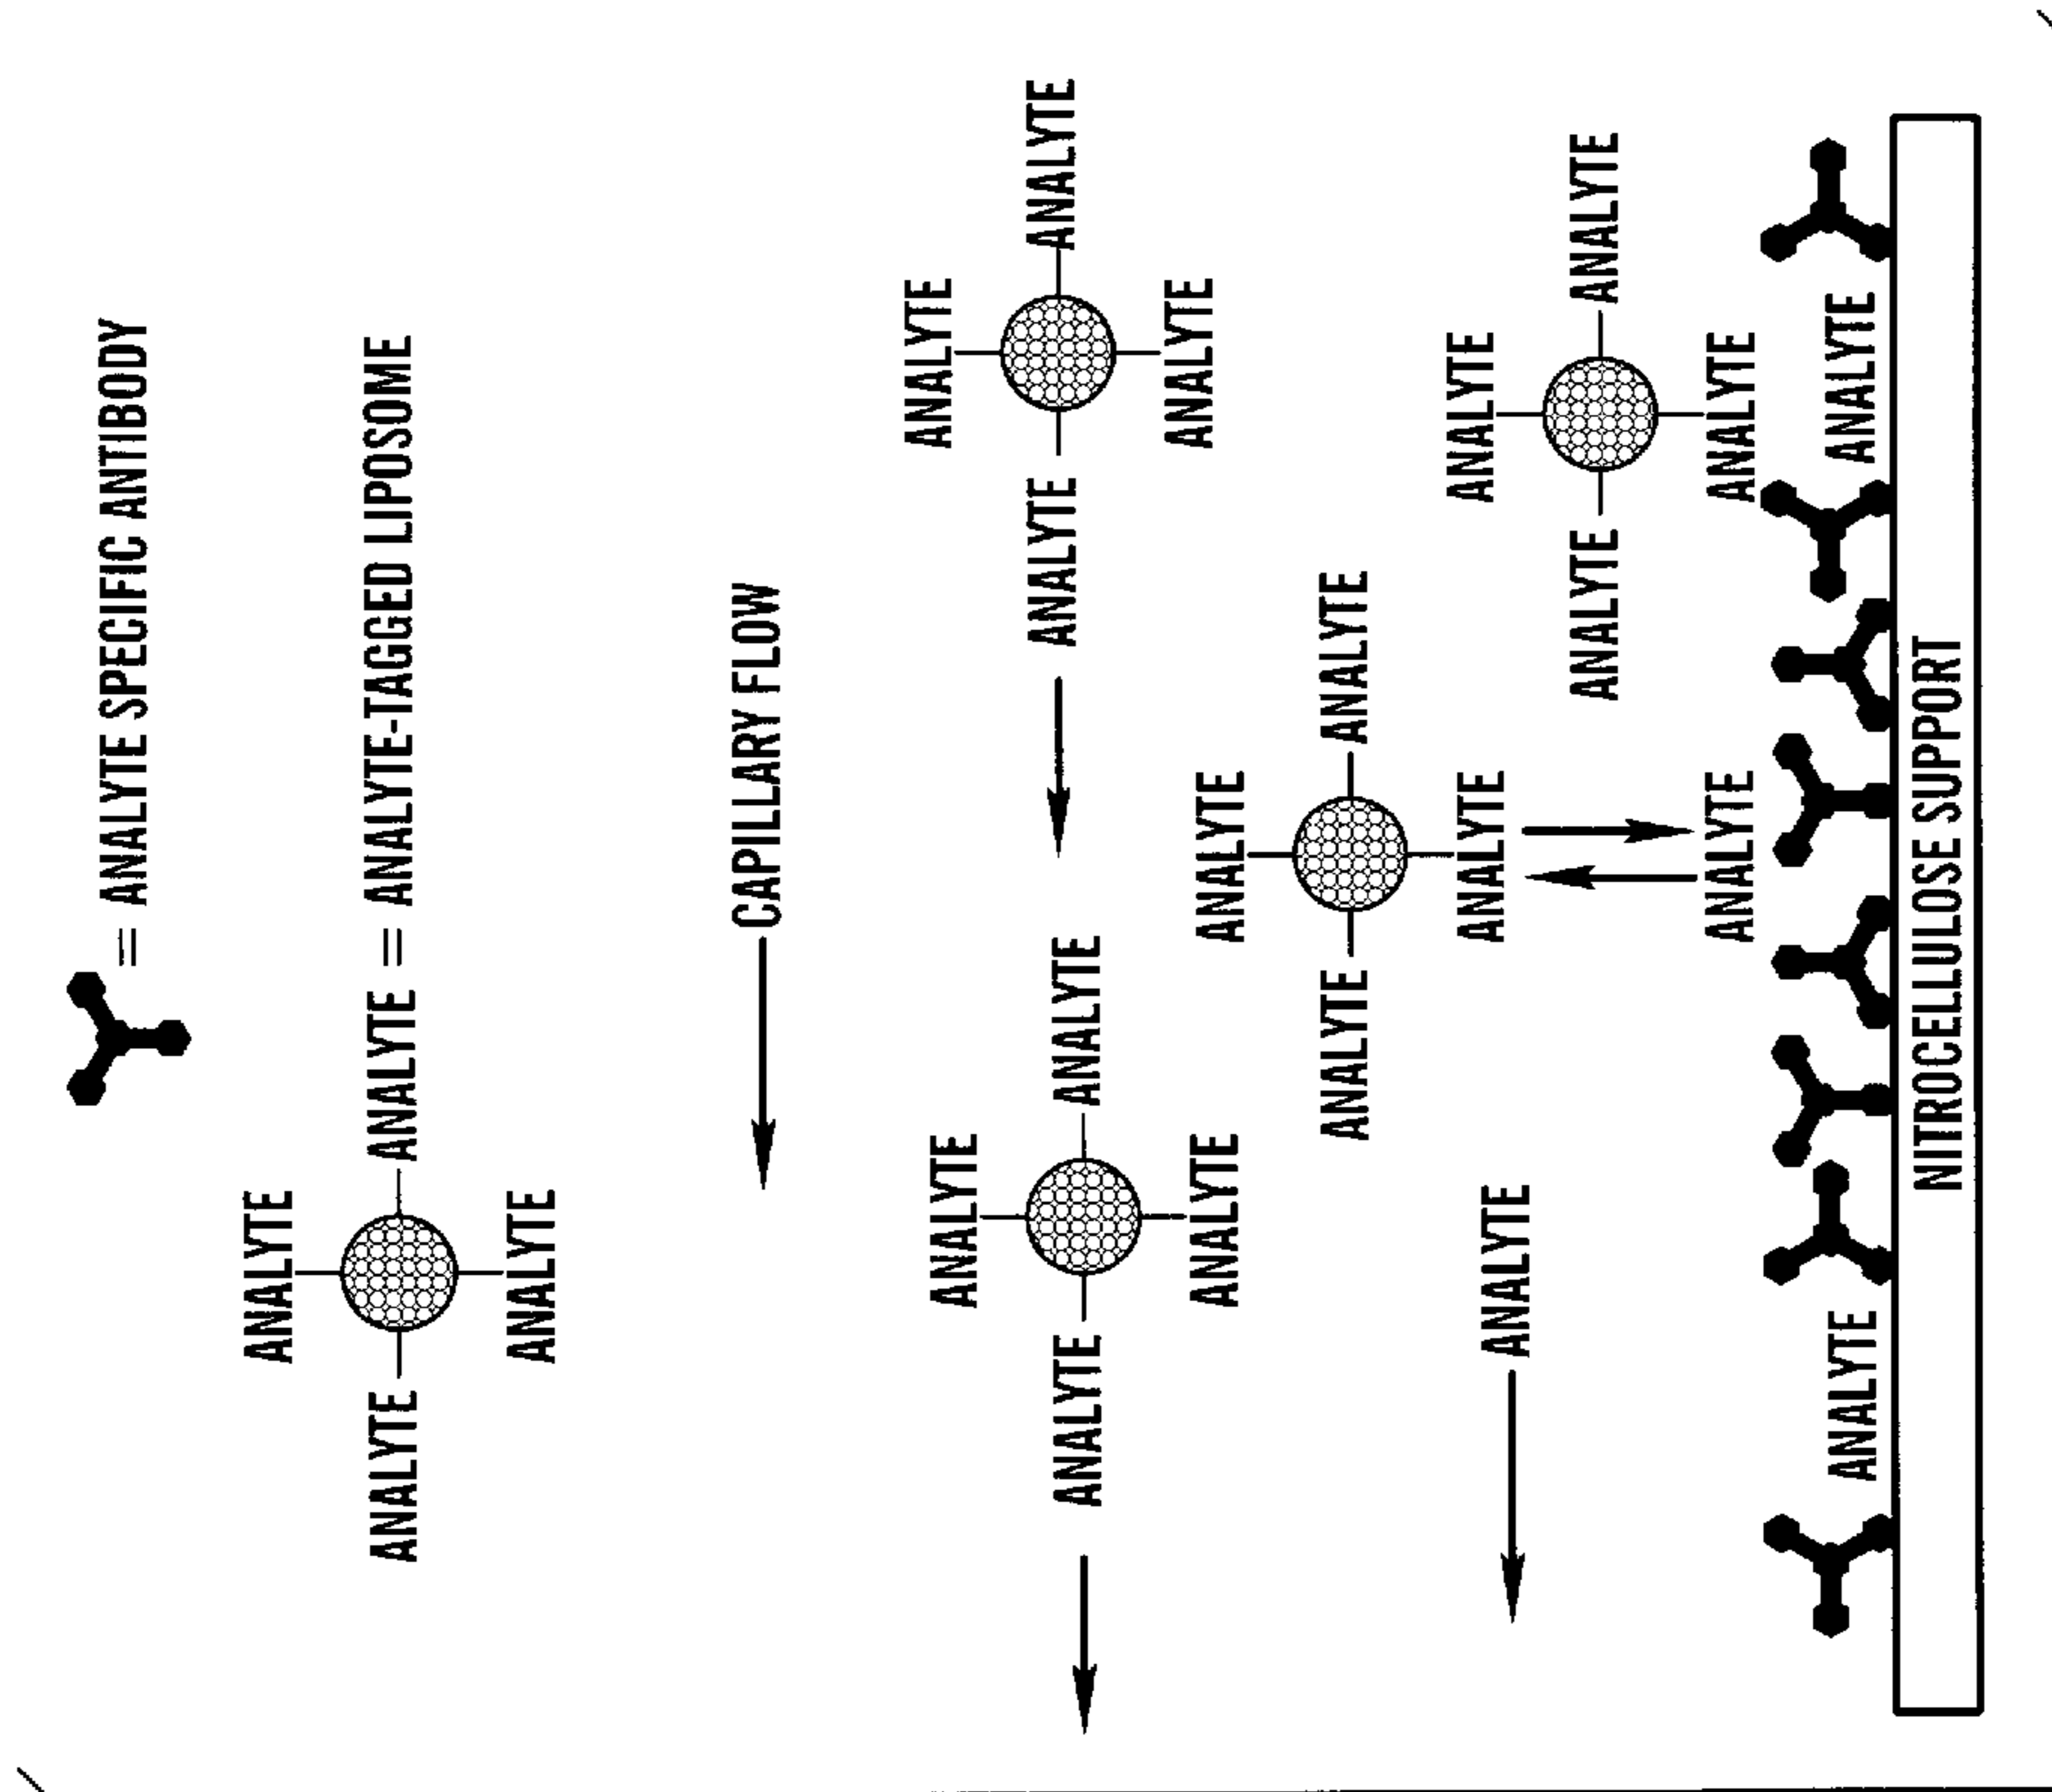 = ANALYTE SPECIFIC ANTIBODY
ANALYTE
ANALYTE ANALYTE = ANALYTE-TAGGED LIPOSOME
ANALYTE
CAPILLARY FLOW
ANALYTE ANALYTE
ANALYTE ANALYTE ANALYTE ANALYTE
ANALYTE ANALYTE ANALYTE
ANALYTE ANALYTE
ANALYTE ANALYTE ANALYTE
ANALYTE ANALYTE
ANALYTE ANALYTE
ANALYTE ANALYTE
NITROCELLULOSE SUPPORT